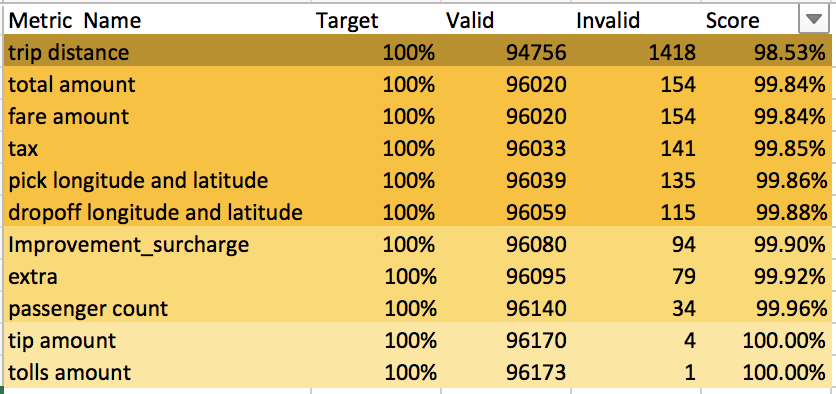 Metric  Name Target Valid Invalid Score
trip distance 100% 94756 1418 98.53%
total amount 100% 96020 154 99.84%
fare amount 100% 96020 154 99.84%
tax 100% 96033 141 99.85%
pick longitude and latitude 100% 96039 135 99.86%
dropoff longitude and latitude 100% 96059 115 99.88%
Improvement_surcharge 100% 96080 94 99.90%
extra 100% 96095 79 99.92%
passenger count 100% 96140 34 99.96%
tip amount 100% 96170 4 100.00%
tolls amount 100% 96173 1 100.00%